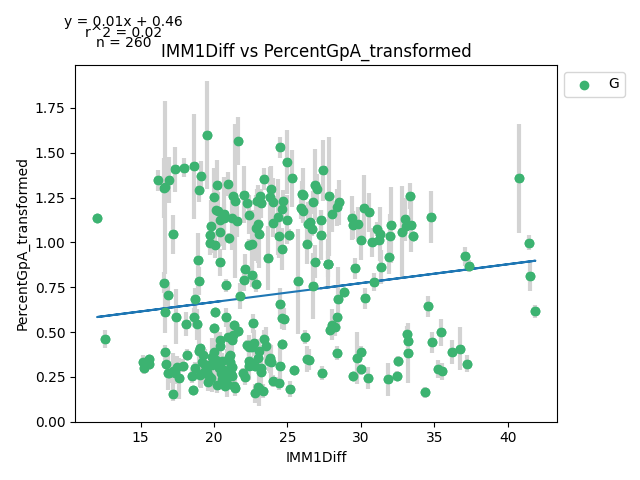 y = 0.01x + 0.46
r^2 = 0.02
n = 260
IMM1Diff vs PercentGpA_transformed
G
PercentGpA_transformed
1.75
1.50
1.25
1.00
0.75
0.50
0.25
0.00
15
20
25
30
35
40
IMM1Diff